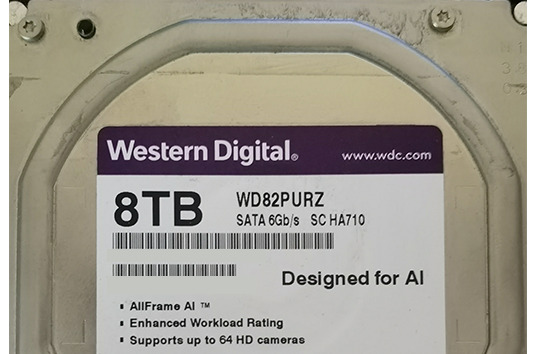 Western Digital®
www.wdc.com
8TB
WD82PURZ
SATA 6Gb/s SC HA710
Designed for AI
▪ AllFrame AI ™
▪ Enhanced Workload Rating
▪ Supports up to 64 HD cameras